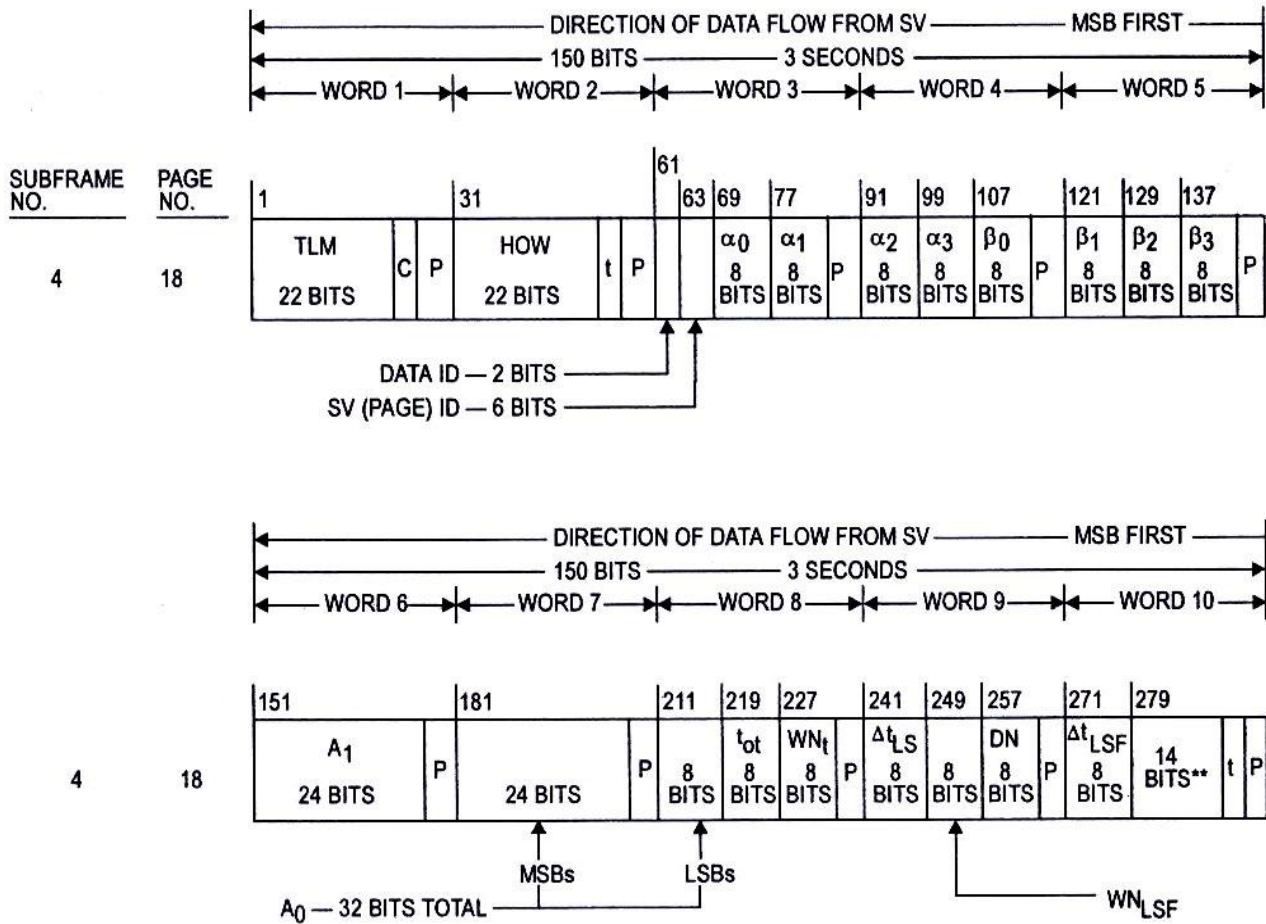 DIRECTION OF DATA FLOW FROM SV MSB FIRST
150 BITS 3 SECONDS
WORD 1 WORD 2 WORD 3 WORD 4 WORD 5
61
SUBFRAME NO. PAGE NO.
1 31 63 69 77 91 99 107 121 129 137
4 18
TLM 22 BITS C P HOW 22 BITS t P α0 8 BITS α1 8 BITS P α2 8 BITS α3 8 BITS β0 8 BITS P β1 8 BITS β2 8 BITS β3 8 BITS P
DATA ID — 2 BITS
SV (PAGE) ID — 6 BITS
DIRECTION OF DATA FLOW FROM SV MSB FIRST
150 BITS 3 SECONDS
WORD 6 WORD 7 WORD 8 WORD 9 WORD 10
151 181 211 219 227 241 249 257 271 279
4 18
A1 24 BITS P 24 BITS P 8 BITS tot 8 BITS WNt 8 BITS P ΔtLS 8 BITS 8 BITS DN 8 BITS P ΔtLSF 8 BITS 14 BITS** t P
MSBs LSBs
A0 — 32 BITS TOTAL
WNLSF